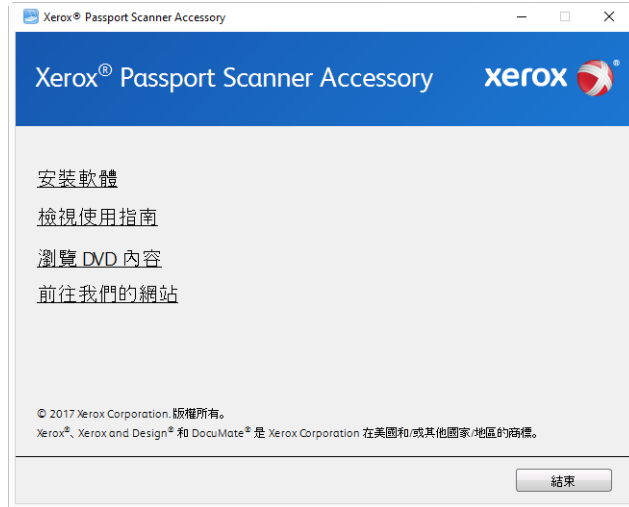 Xerox® Passport Scanner Accessory
Xerox® Passport Scanner Accessory
xerox®
安裝軟體
檢視使用指南
瀏覽 DVD 內容
前往我們的網站
© 2017 Xerox Corporation. 版權所有。
Xerox®、Xerox and Design® 和 DocuMate® 是 Xerox Corporation 在美國和/或其他國家/地區的商標。
結束